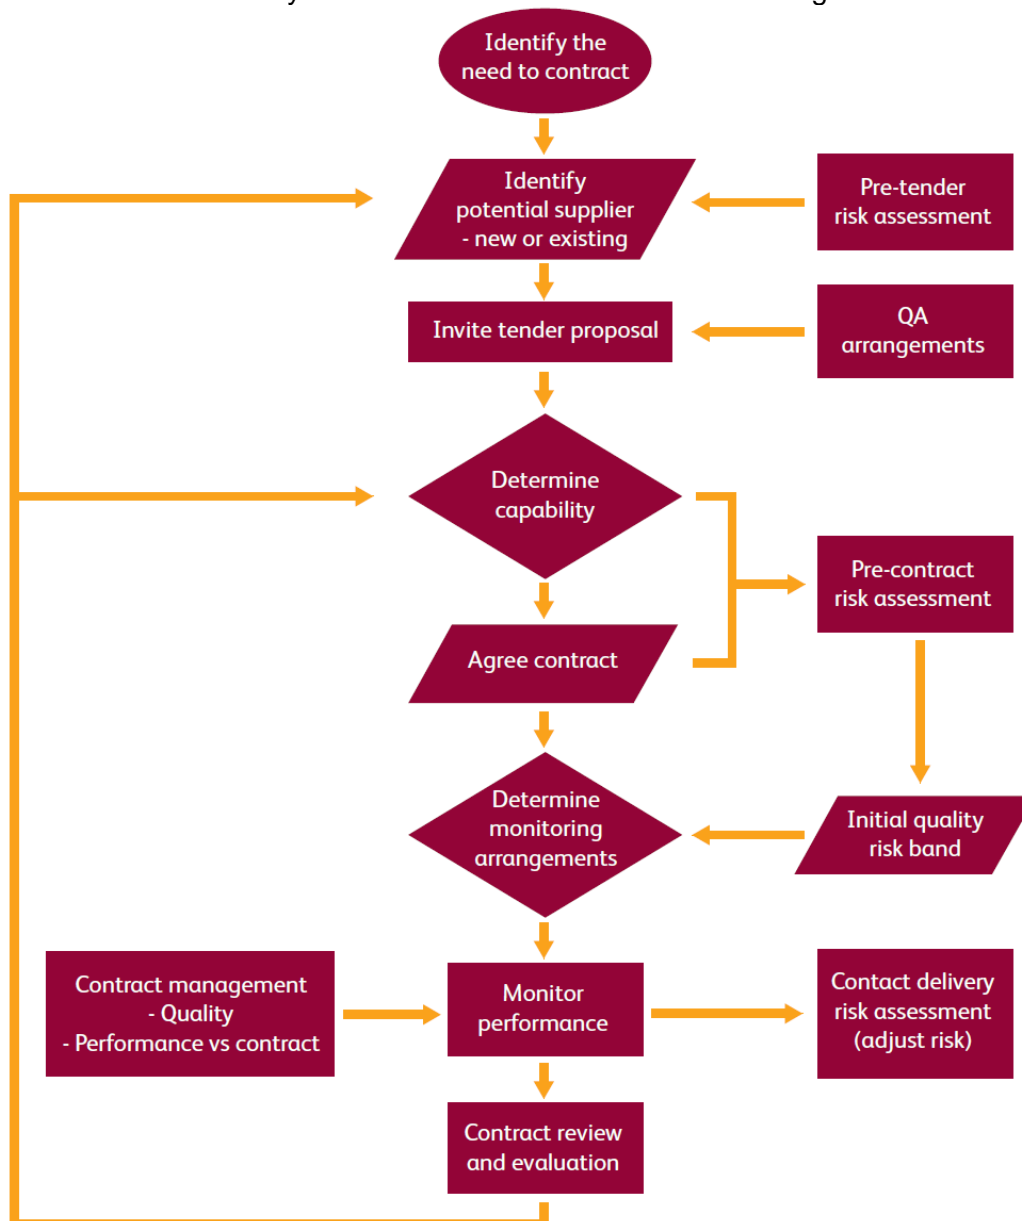 Identify the
need to contract
Identify
potential supplier
- new or existing
Pre-tender
risk assessment
Invite tender proposal
QA
arrangements
Determine
capability
Pre-contract
risk assessment
Agree contract
Determine
monitoring
arrangements
Initial quality
risk band
Contract management
- Quality
- Performance vs contract
Monitor
performance
Contact delivery
risk assessment
(adjust risk)
Contract review
and evaluation